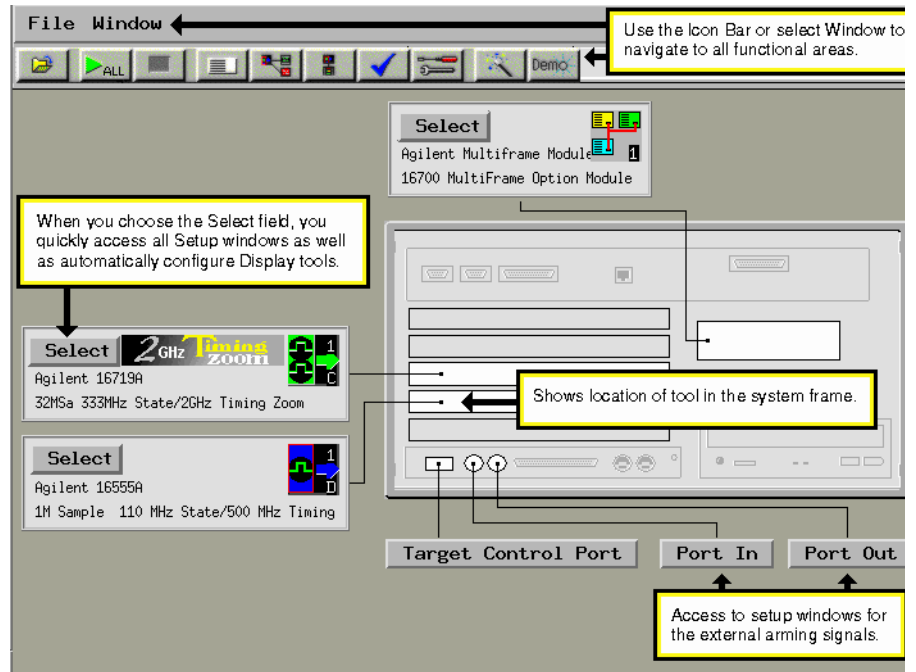 File Window
Use the Icon Bar or select Window to
navigate to all functional areas.
ALL
Demo
Select
Agilent Multiframe Module
1
16700 MultiFrame Option Module
When you choose the Select field, you
quickly access all Setup windows as well
as automatically configure Display tools.
Select
2 GHz Timing
zoom
1
C
Agilent 16719A
32MSa 333MHz State/2GHz Timing Zoom
Shows location of tool in the system frame.
Select
1
D
Agilent 16555A
1M Sample 110 MHz State/500 MHz Timing
Target Control Port
Port In
Port Out
Access to setup windows for
the external arming signals.